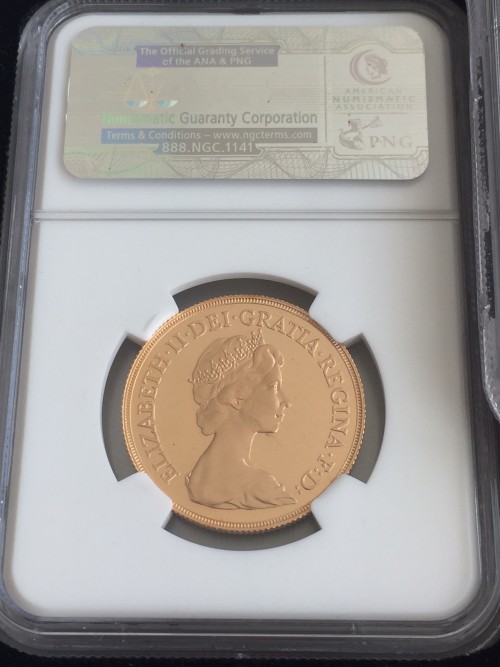 The Official Grading Service
of the ANA & PNG
Numismatic Guaranty Corporation
Terms & Conditions – www.ngcterms.com
888.NGC.1141
AMERICAN
NUMISMATIC
ASSOCIATION
PNG
ELIZABETH·II·DEI·GRATIA·REGINA·F:D: